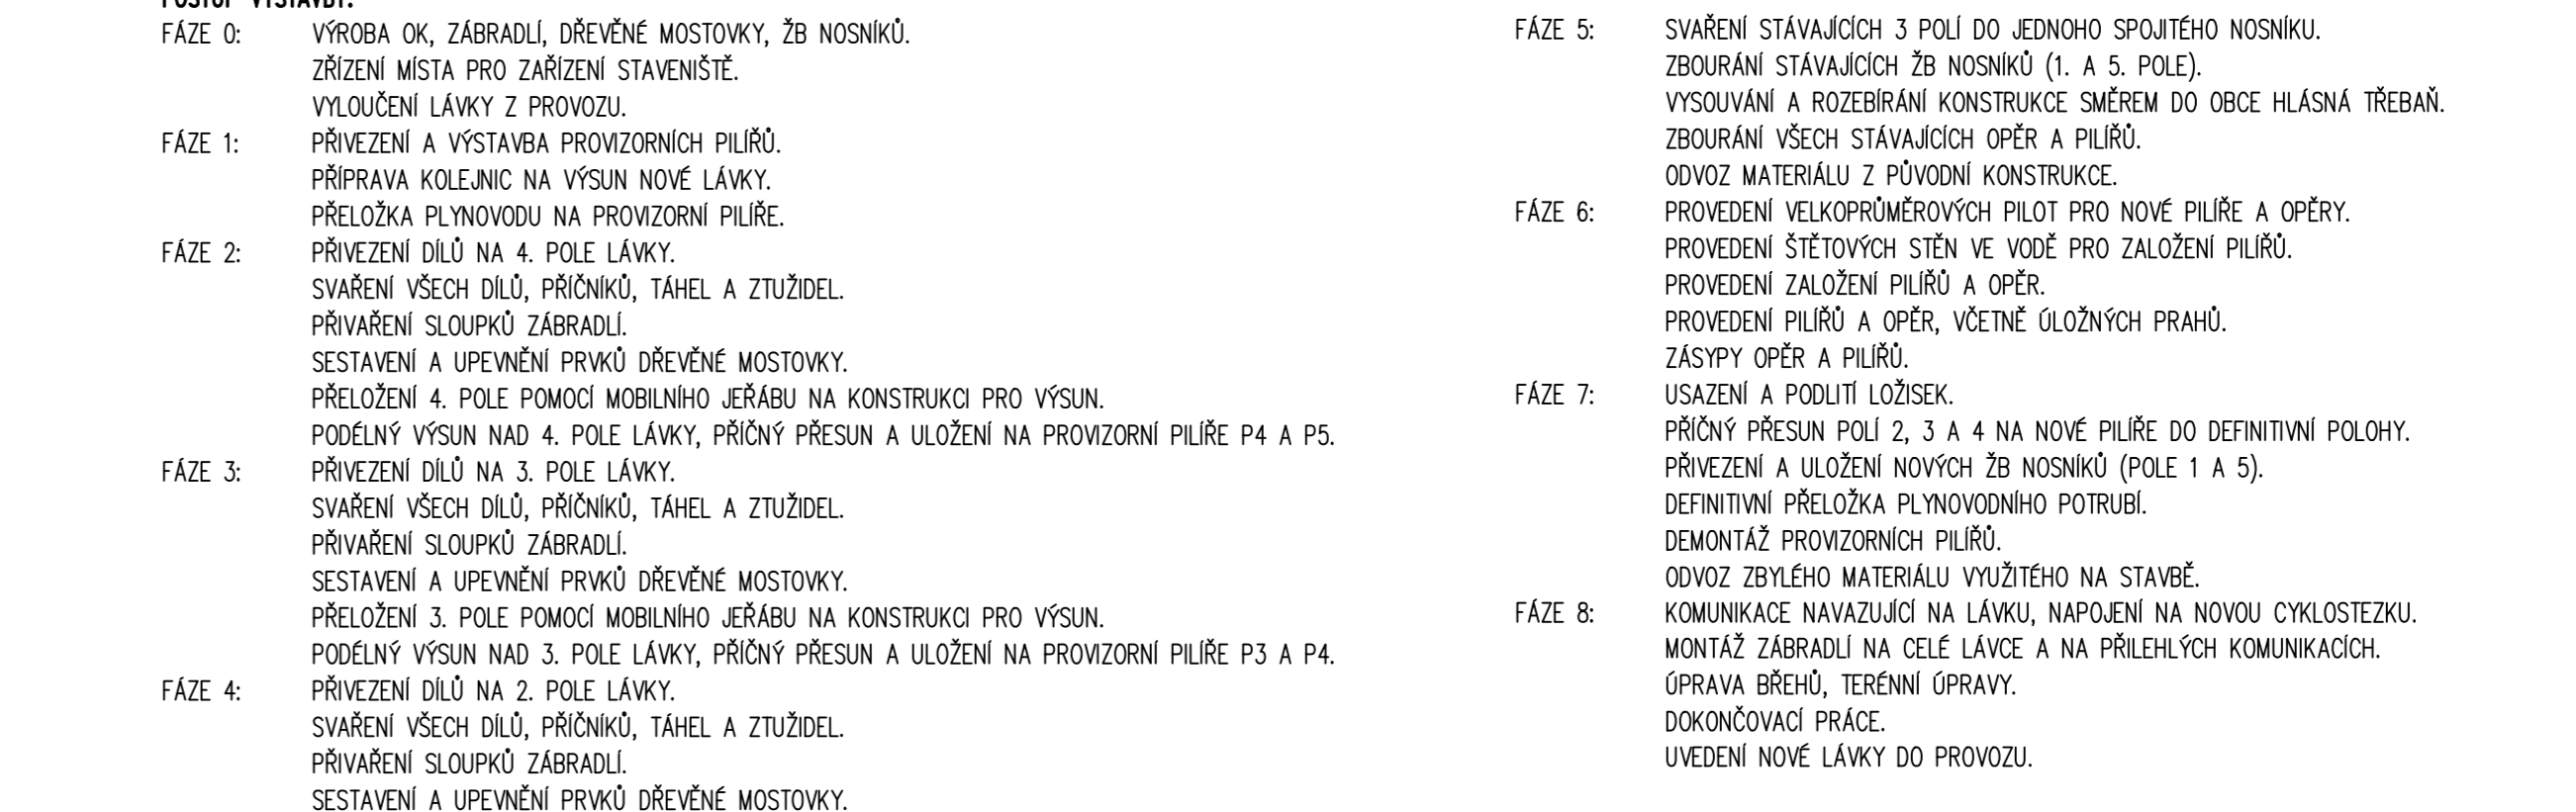 POSTUP VÝSTAVBY:
FÁZE 0: VÝROBA OK, ZÁBRADLÍ, DŘEVĚNÉ MOSTOVKY, ŽB NOSNÍKŮ.
ZŘÍZENÍ MÍSTA PRO ZAŘÍZENÍ STAVENIŠTĚ.
VYLOUČENÍ LÁVKY Z PROVOZU.
FÁZE 1: PŘIVEZENÍ A VÝSTAVBA PROVIZORNÍCH PILÍŘŮ.
PŘÍPRAVA KOLEJNIC NA VÝSUN NOVÉ LÁVKY.
PŘELOŽKA PLYNOVODU NA PROVIZORNÍ PILÍŘE.
FÁZE 2: PŘIVEZENÍ DÍLŮ NA 4. POLE LÁVKY.
SVAŘENÍ VŠECH DÍLŮ, PŘÍČNÍKŮ, TÁHEL A ZTUŽIDEL.
PŘIVAŘENÍ SLOUPKŮ ZÁBRADLÍ.
SESTAVENÍ A UPEVNĚNÍ PRVKŮ DŘEVĚNÉ MOSTOVKY.
PŘELOŽENÍ 4. POLE POMOCÍ MOBILNÍHO JEŘÁBU NA KONSTRUKCI PRO VÝSUN.
PODÉLNÝ VÝSUN NAD 4. POLE LÁVKY, PŘÍČNÝ PŘESUN A ULOŽENÍ NA PROVIZORNÍ PILÍŘE P4 A P5.
FÁZE 3: PŘIVEZENÍ DÍLŮ NA 3. POLE LÁVKY.
SVAŘENÍ VŠECH DÍLŮ, PŘÍČNÍKŮ, TÁHEL A ZTUŽIDEL.
PŘIVAŘENÍ SLOUPKŮ ZÁBRADLÍ.
SESTAVENÍ A UPEVNĚNÍ PRVKŮ DŘEVĚNÉ MOSTOVKY.
PŘELOŽENÍ 3. POLE POMOCÍ MOBILNÍHO JEŘÁBU NA KONSTRUKCI PRO VÝSUN.
PODÉLNÝ VÝSUN NAD 3. POLE LÁVKY, PŘÍČNÝ PŘESUN A ULOŽENÍ NA PROVIZORNÍ PILÍŘE P3 A P4.
FÁZE 4: PŘIVEZENÍ DÍLŮ NA 2. POLE LÁVKY.
SVAŘENÍ VŠECH DÍLŮ, PŘÍČNÍKŮ, TÁHEL A ZTUŽIDEL.
PŘIVAŘENÍ SLOUPKŮ ZÁBRADLÍ.
SESTAVENÍ A UPEVNĚNÍ PRVKŮ DŘEVĚNÉ MOSTOVKY.
FÁZE 5: SVAŘENÍ STÁVAJÍCÍCH 3 POLÍ DO JEDNOHO SPOJITÉHO NOSNÍKU.
ZBOURÁNÍ STÁVAJÍCÍCH ŽB NOSNÍKŮ (1. A 5. POLE).
VYSOUVÁNÍ A ROZEBÍRÁNÍ KONSTRUKCE SMĚREM DO OBCE HLÁSNÁ TŘEBAŇ.
ZBOURÁNÍ VŠECH STÁVAJÍCÍCH OPĚR A PILÍŘŮ.
ODVOZ MATERIÁLU Z PŮVODNÍ KONSTRUKCE.
FÁZE 6: PROVEDENÍ VELKOPRŮMĚROVÝCH PILOT PRO NOVÉ PILÍŘE A OPĚRY.
PROVEDENÍ ŠTĚTOVÝCH STĚN VE VODĚ PRO ZALOŽENÍ PILÍŘŮ.
PROVEDENÍ ZALOŽENÍ PILÍŘŮ A OPĚR.
PROVEDENÍ PILÍŘŮ A OPĚR, VČETNĚ ÚLOŽNÝCH PRAHŮ.
ZÁSYPY OPĚR A PILÍŘŮ.
FÁZE 7: USAZENÍ A PODLITÍ LOŽISEK.
PŘÍČNÝ PŘESUN POLÍ 2, 3 A 4 NA NOVÉ PILÍŘE DO DEFINITIVNÍ POLOHY.
PŘIVEZENÍ A ULOŽENÍ NOVÝCH ŽB NOSNÍKŮ (POLE 1 A 5).
DEFINITIVNÍ PŘELOŽKA PLYNOVODNÍHO POTRUBÍ.
DEMONTÁŽ PROVIZORNÍCH PILÍŘŮ.
ODVOZ ZBYLÉHO MATERIÁLU VYUŽITÉHO NA STAVBĚ.
FÁZE 8: KOMUNIKACE NAVAZUJÍCÍ NA LÁVKU, NAPOJENÍ NA NOVOU CYKLOSTEZKU.
MONTÁŽ ZÁBRADLÍ NA CELÉ LÁVCE A NA PŘILEHLÝCH KOMUNIKACÍCH.
ÚPRAVA BŘEHŮ, TERÉNNÍ ÚPRAVY.
DOKONČOVACÍ PRÁCE.
UVEDENÍ NOVÉ LÁVKY DO PROVOZU.